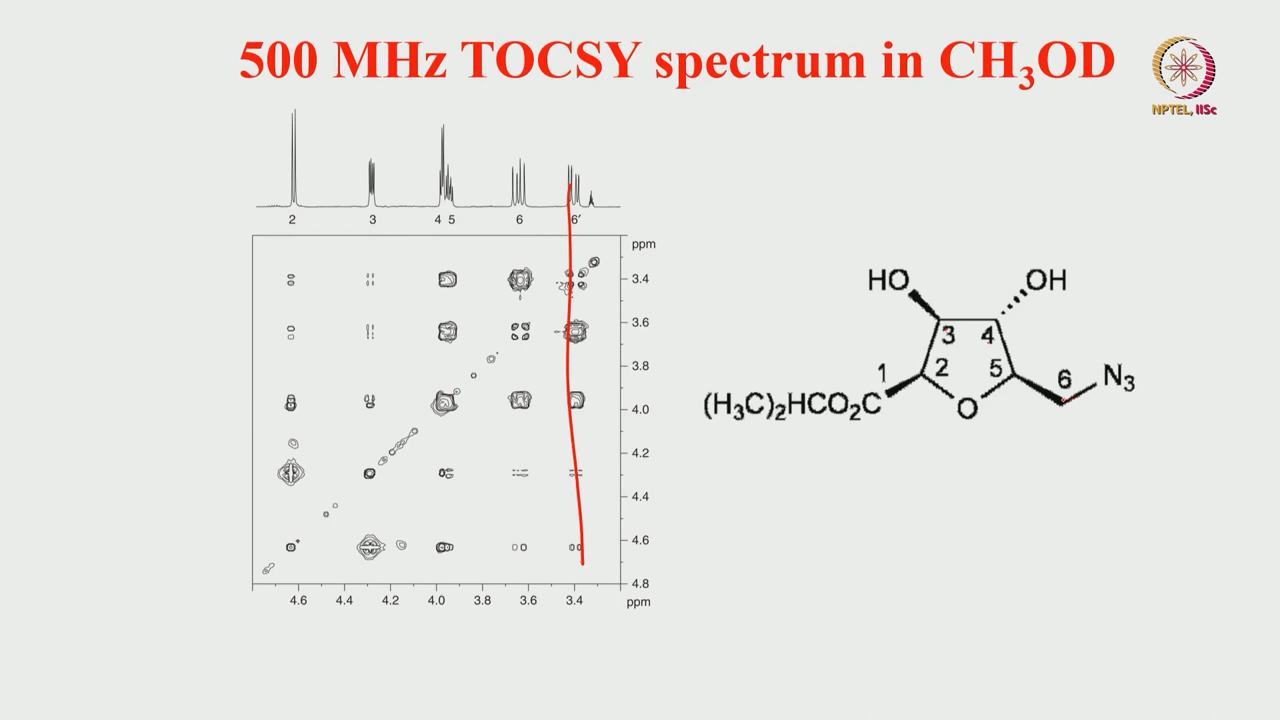 500 MHz TOCSY spectrum in CH₃OD
NPTEL, IISc
2 3 4 5 6 6′
ppm
3.4
3.6
3.8
4.0
4.2
4.4
4.6
4.8
4.6 4.4 4.2 4.0 3.8 3.6 3.4 ppm
HO OH
3 4
1 2 5 6 N₃
(H₃C)₂HCO₂C O